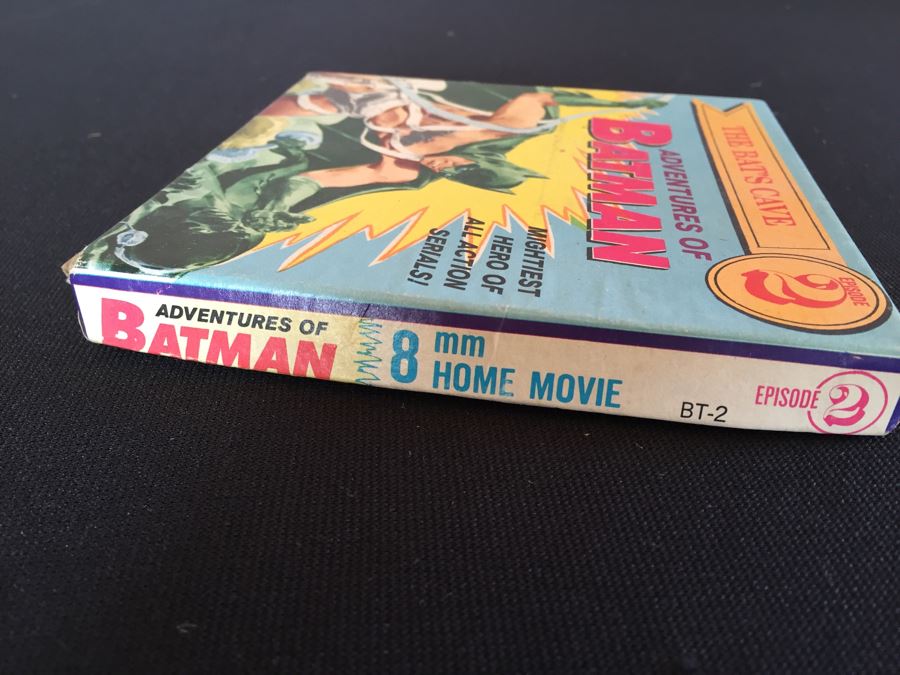 THE BAT'S CAVE
EPISODE
2
ADVENTURES OF
BATMAN
MIGHTIEST
HERO OF
ALL ACTION
SERIALS!
ADVENTURES OF
BATMAN
8 mm
HOME MOVIE
BT-2
EPISODE 2